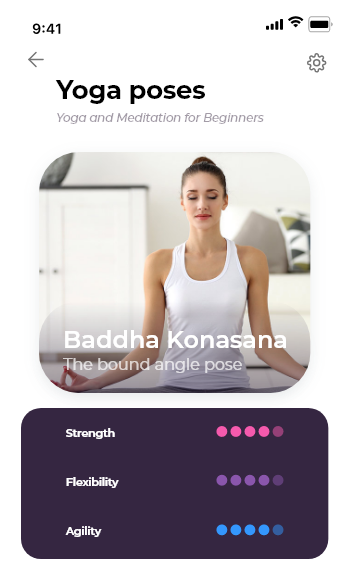 9:41
Yoga poses
Yoga and Meditation for Beginners
Baddha Konasana
The bound angle pose
Strength
Flexibility
Agility